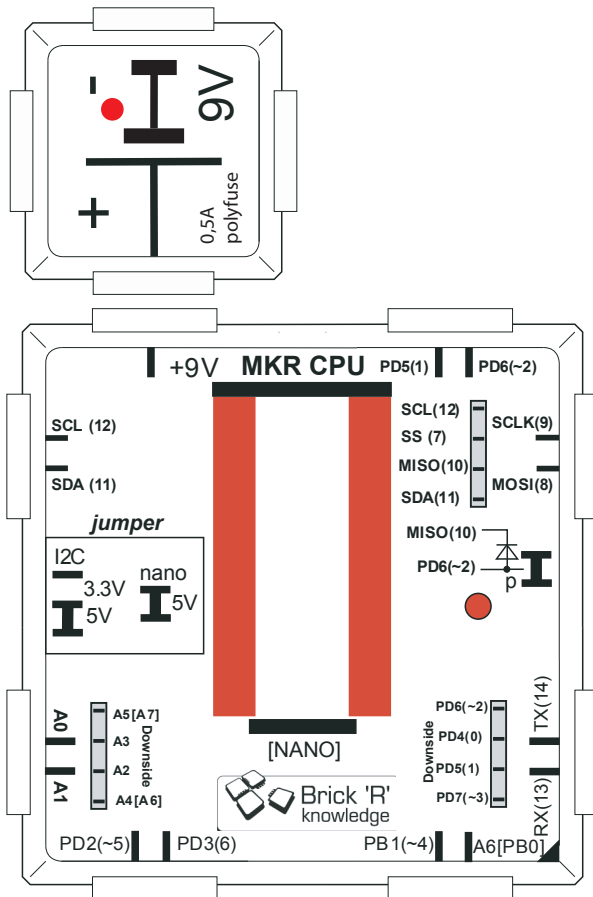 -
+
9V
0,5A
polyfuse
+9V
MKR CPU
PD5(1)
PD6(~2)
SCL (12)
SDA (11)
SCL(12)
SS (7)
MISO(10)
SDA(11)
SCLK(9)
MOSI(8)
jumper
I2C
3.3V
5V
nano
5V
MISO(10)
PD6(~2)
p
A0
A1
A5[A7]
A3
A2
A4[A6]
Downside
[NANO]
Brick 'R'
knowledge
Downside
PD6(~2)
PD4(0)
PD5(1)
PD7(~3)
TX(14)
RX(13)
PD2(~5)
PD3(6)
PB1(~4)
A6[PB0]